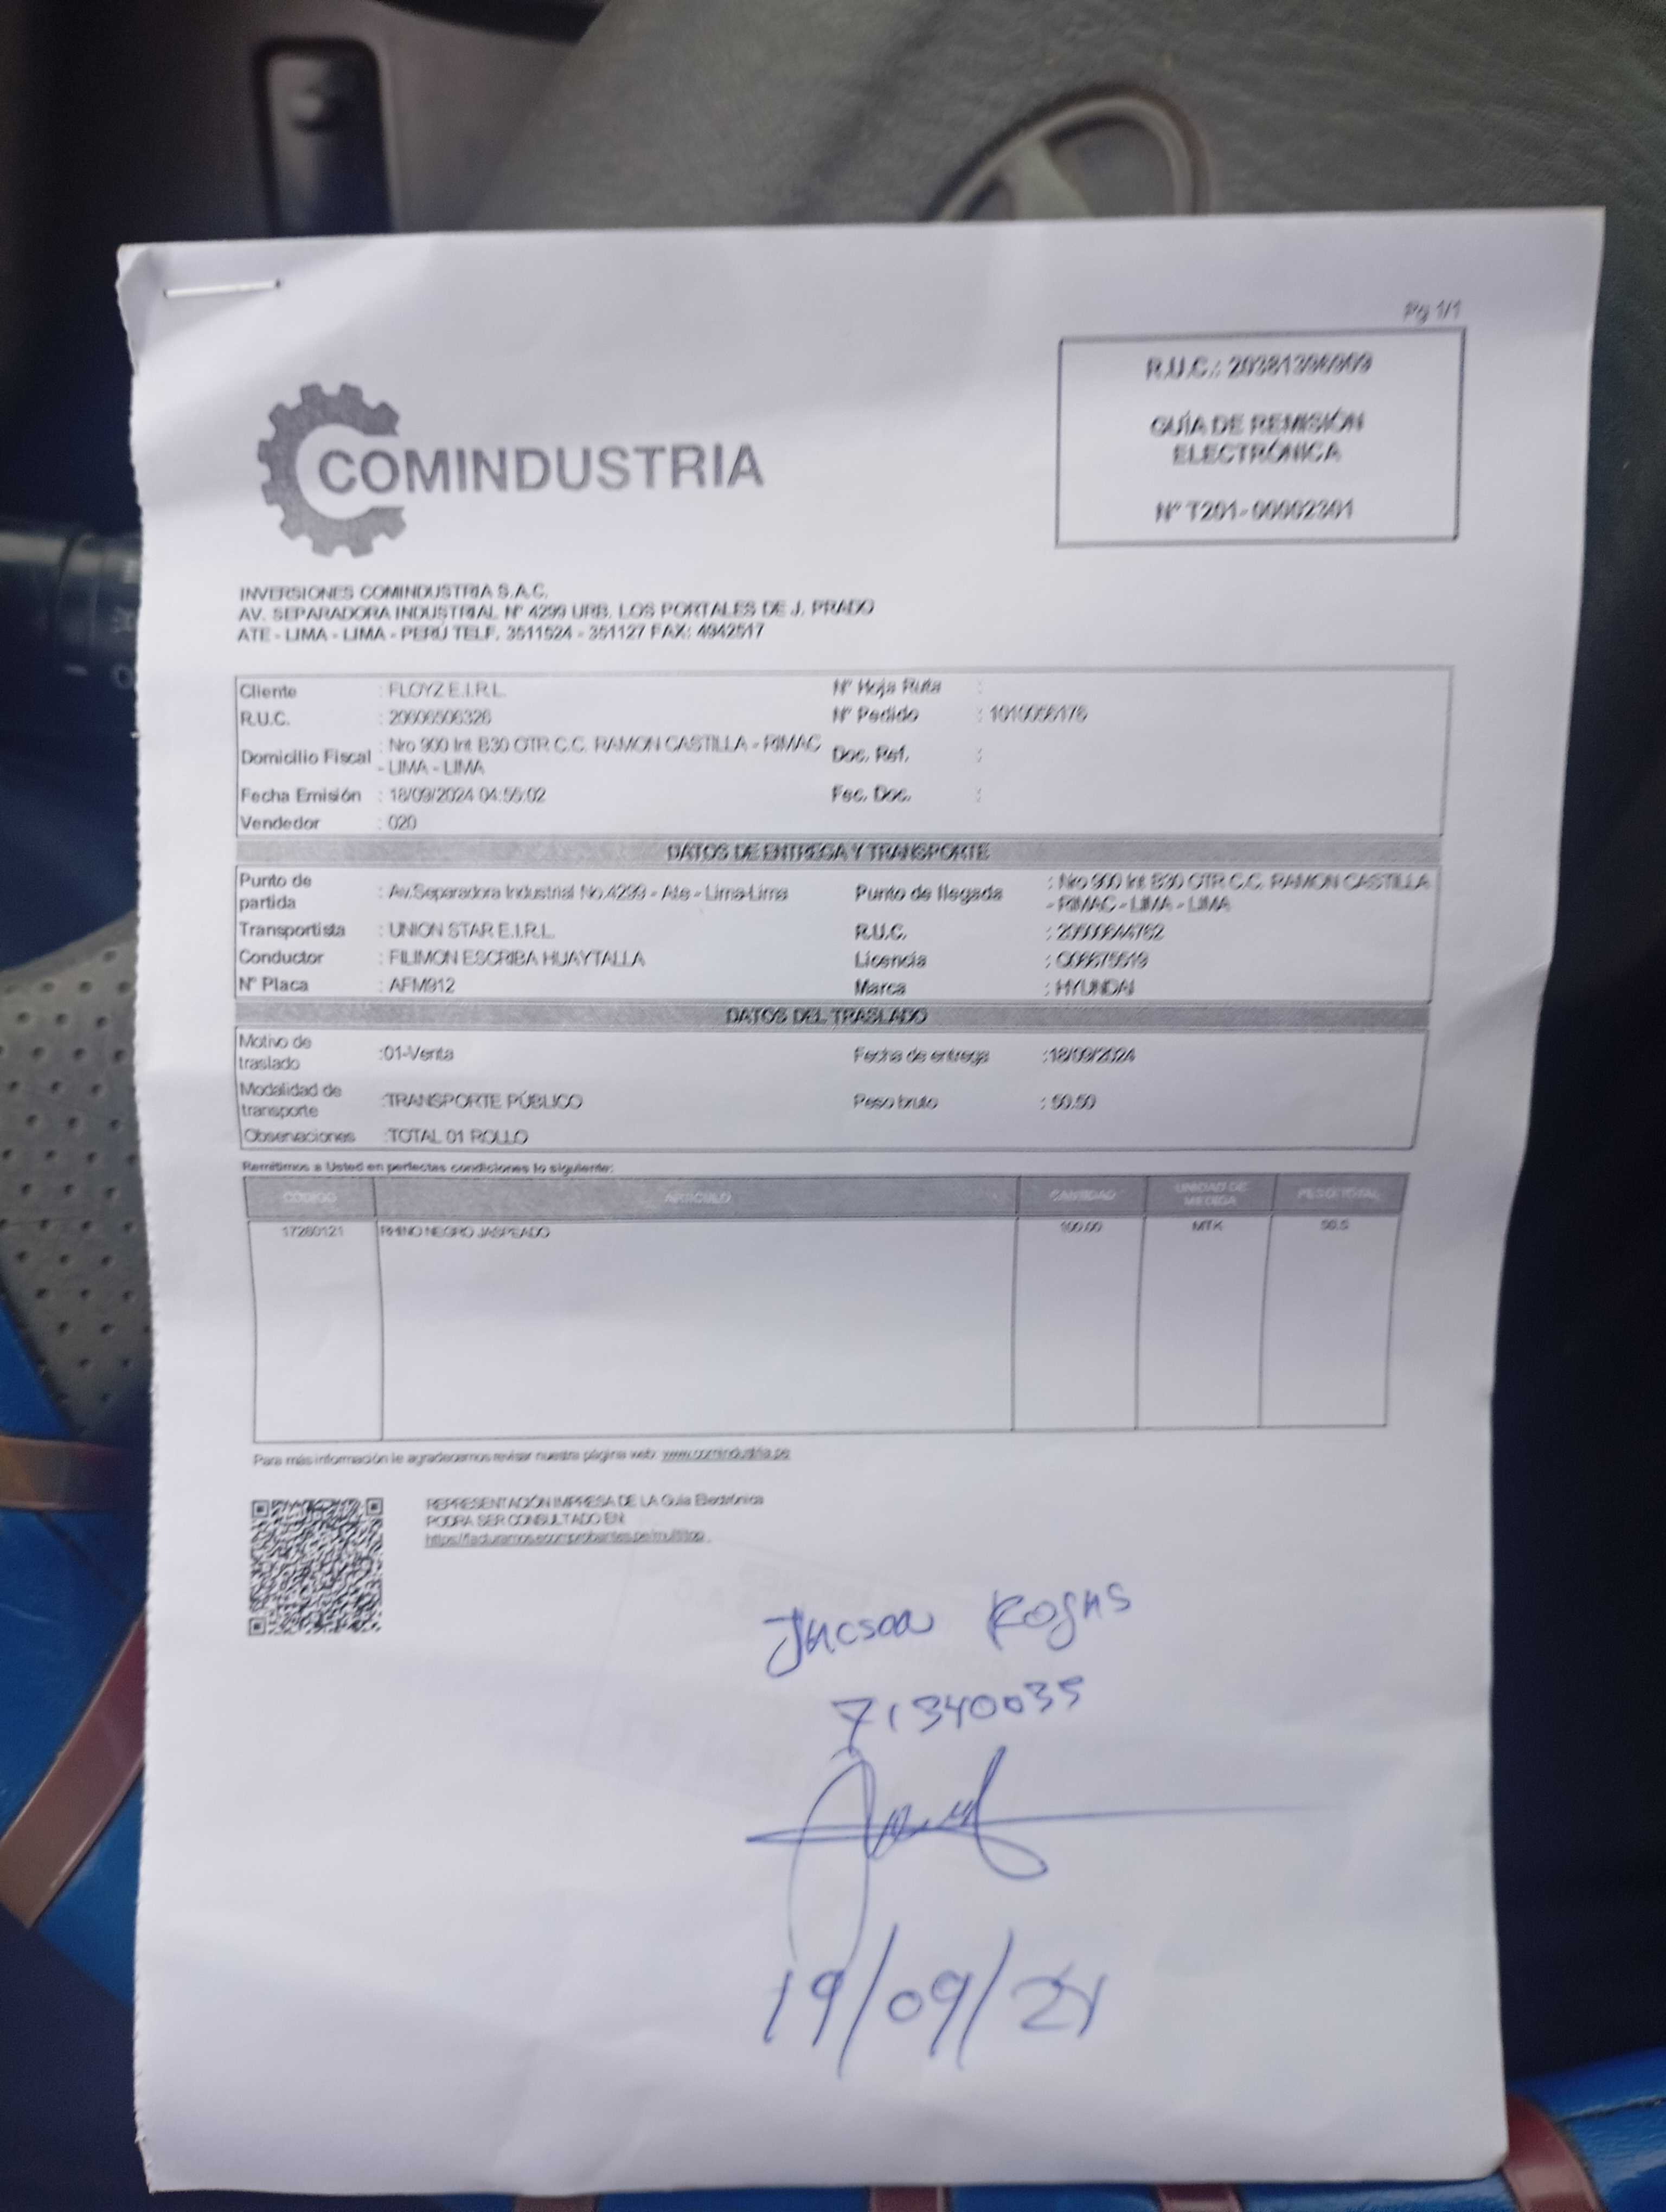 Pg 1/1
R.U.C.: 20381396969
GUÍA DE REMISIÓN
ELECTRÓNICA
N° T201-00002301
COMINDUSTRIA
INVERSIONES COMINDUSTRIA S.A.C.
AV. SEPARADORA INDUSTRIAL N° 4299 URB. LOS PORTALES DE J. PRADO
ATE - LIMA - LIMA - PERÚ TELF. 3511524 - 351127 FAX: 4942517
Cliente : FLOYZ E.I.R.L. N° Hoja Ruta :
R.U.C. : 20606506326 N° Pedido : 1010056176
Domicilio Fiscal : Nro 900 Int B30 OTR C.C. RAMON CASTILLA - RIMAC - LIMA - LIMA Doc. Ref. :
Fecha Emisión : 18/09/2024 04:55:02 Fec. Doc. :
Vendedor : 020
DATOS DE ENTREGA Y TRANSPORTE
Punto de partida : Av.Separadora Industrial No.4299 - Ate - Lima-Lima Punto de llegada : Nro 900 Int B30 OTR C.C. RAMON CASTILLA - RIMAC - LIMA - LIMA
Transportista : UNION STAR E.I.R.L. R.U.C. :
Conductor : FILIMON ESCRIBA HUAYTALLA Licencia :
N° Placa : AFM912 Marca : HYUNDAI
DATOS DEL TRASLADO
Motivo de traslado :01-Venta Fecha de entrega :18/09/2024
Modalidad de transporte :TRANSPORTE PÚBLICO Peso bruto : 50.50
Observaciones :TOTAL 01 ROLLO
Remitimos a Usted en perfectas condiciones lo siguiente:
CÓDIGO ARTICULO CANTIDAD UNIDAD DE MEDIDA PESO TOTAL
17260121 RHINO NEGRO JASPEADO 100.00 MTK 50.5
Para más información le agradecemos revisar nuestra página web: www.comindustria.pe
REPRESENTACIÓN IMPRESA DE LA Guía Electrónica
PODRA SER CONSULTADO EN:
Jacson Rojas
71340035
19/09/24